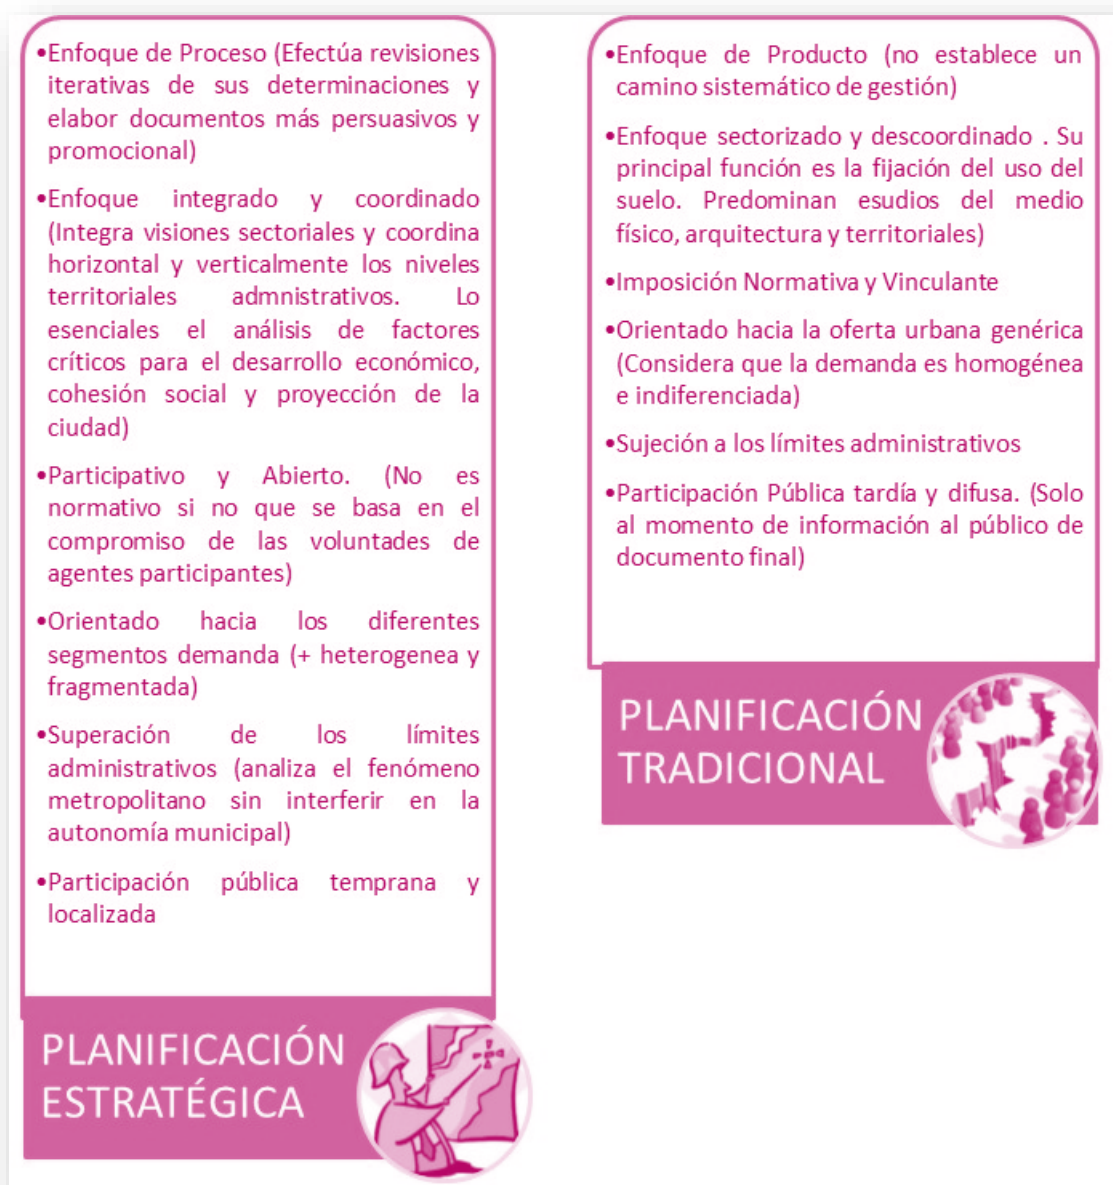 •Enfoque de Proceso (Efectúa revisiones
iterativas de sus determinaciones y
elabor documentos más persuasivos y
promocional)
•Enfoque integrado y coordinado
(Integra visiones sectoriales y coordina
horizontal y verticalmente los niveles
territoriales admnistrativos. Lo
esenciales el análisis de factores
críticos para el desarrollo económico,
cohesión social y proyección de la
ciudad)
•Participativo y Abierto. (No es
normativo si no que se basa en el
compromiso de las voluntades de
agentes participantes)
•Orientado hacia los diferentes
segmentos demanda (+ heterogenea y
fragmentada)
•Superación de los límites
administrativos (analiza el fenómeno
metropolitano sin interferir en la
autonomía municipal)
•Participación pública temprana y
localizada
PLANIFICACIÓN
ESTRATÉGICA
•Enfoque de Producto (no establece un
camino sistemático de gestión)
•Enfoque sectorizado y descoordinado . Su
principal función es la fijación del uso del
suelo. Predominan esudios del medio
físico, arquitectura y territoriales)
•Imposición Normativa y Vinculante
•Orientado hacia la oferta urbana genérica
(Considera que la demanda es homogénea
e indiferenciada)
•Sujeción a los límites administrativos
•Participación Pública tardía y difusa. (Solo
al momento de información al público de
documento final)
PLANIFICACIÓN
TRADICIONAL